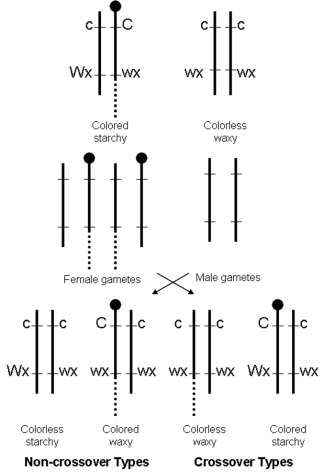 c C c c
Wx wx wx wx
Colored Colorless
starchy waxy
Female gametes Male gametes
c c C c c c C c
Wx wx wx wx wx wx Wx wx
Colorless Colored Colorless Colored
starchy waxy waxy starchy
Non-crossover Types Crossover Types